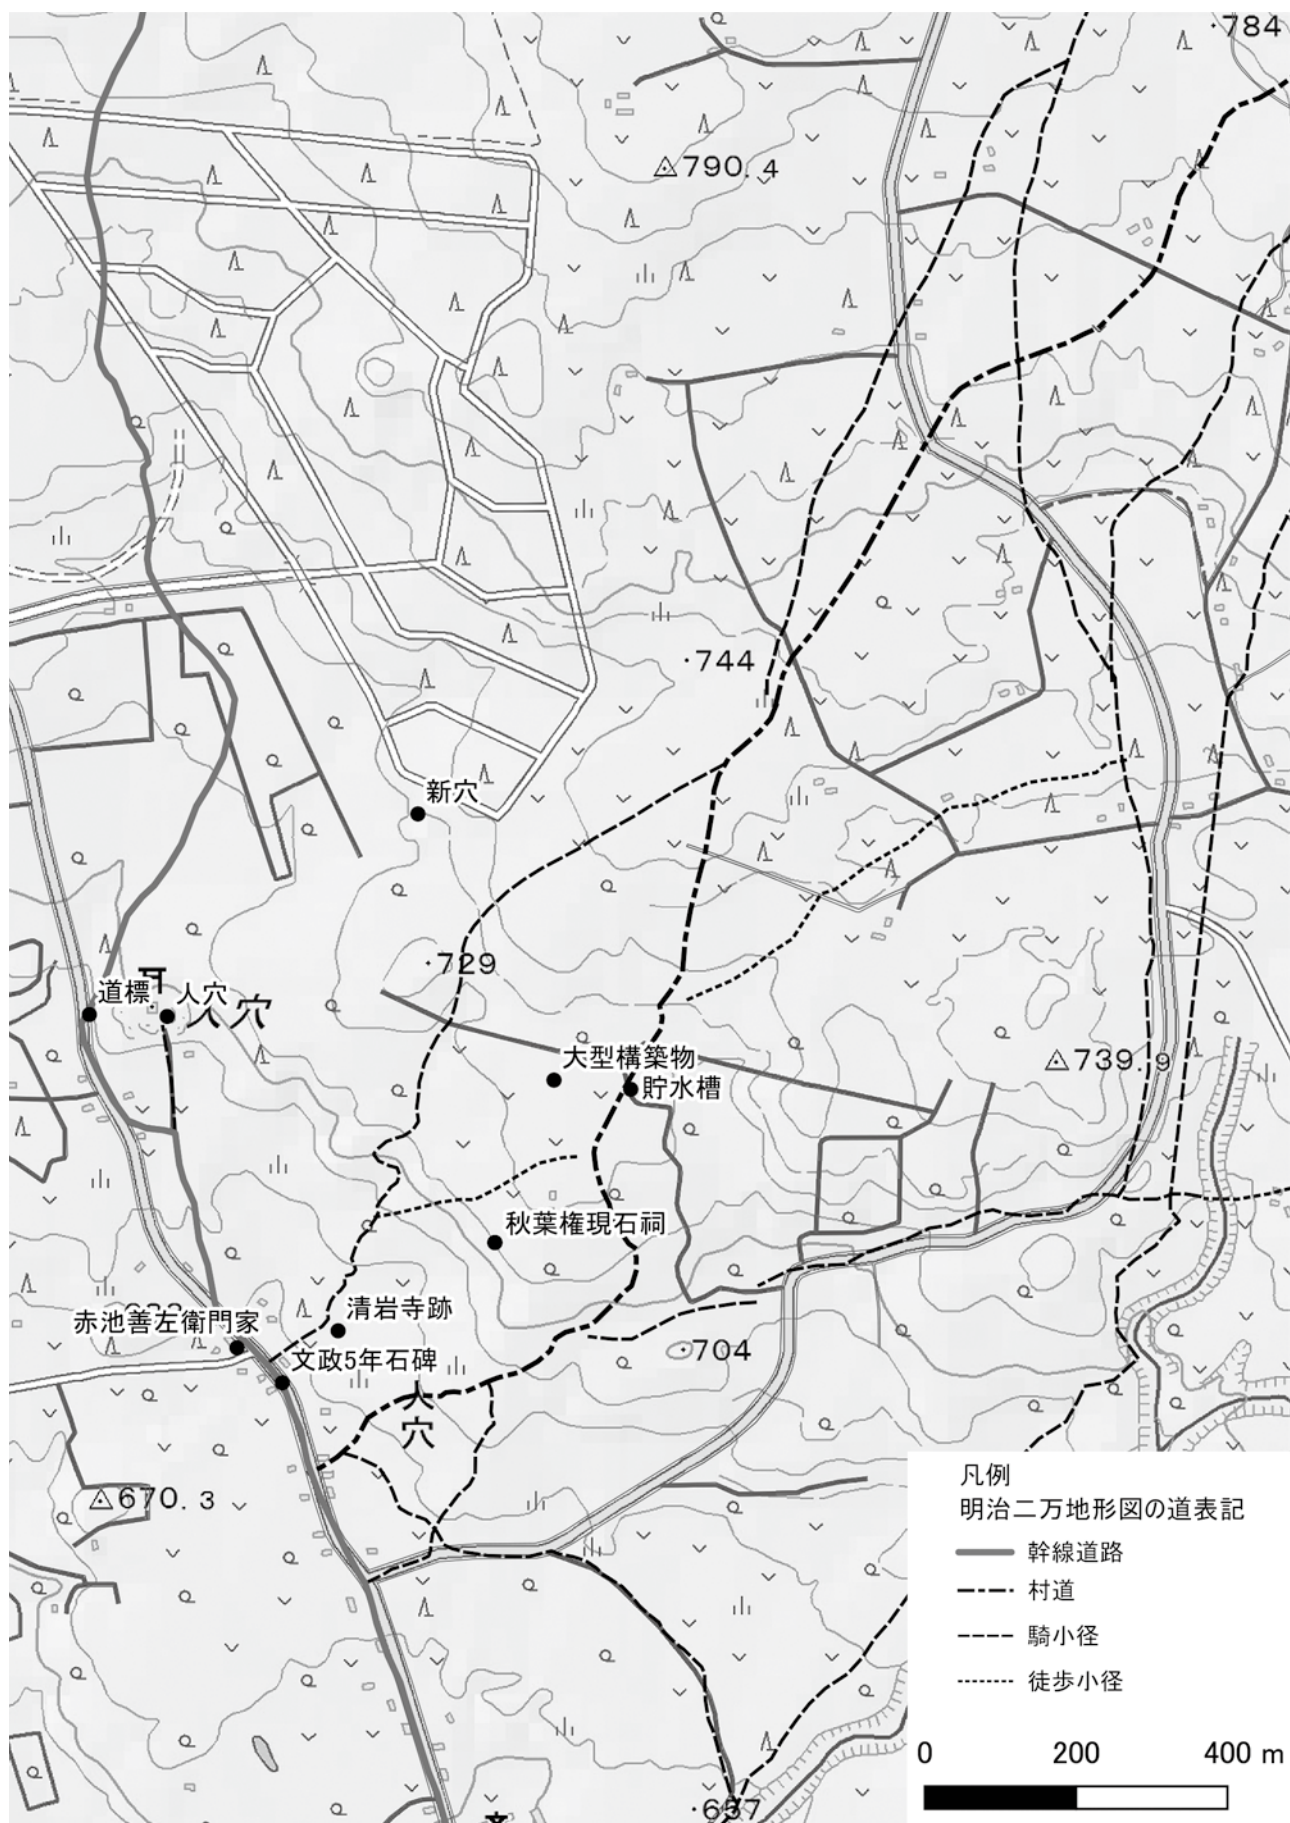 784
790.4
744
新穴
729
道標
人穴
人穴
大型構築物
貯水槽
739.9
秋葉権現石祠
清岩寺跡
赤池善左衛門家
文政5年石碑
704
人穴
670.3
凡例
明治二万地形図の道表記
幹線道路
村道
騎小径
徒歩小径
0 200 400 m
657